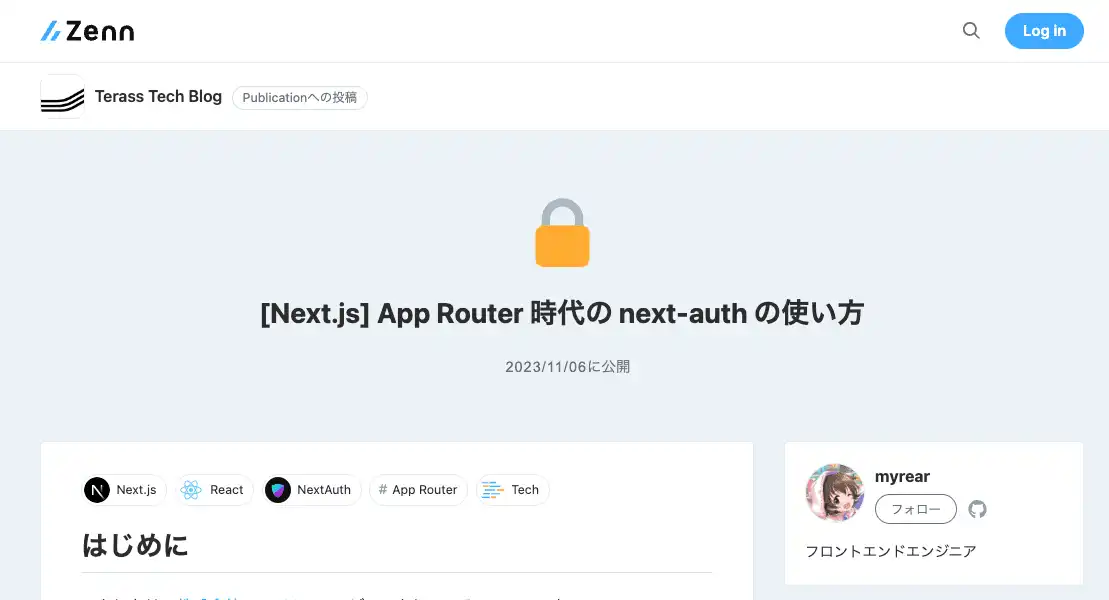 Zenn
Log in
Terass Tech Blog
Publicationへの投稿
[Next.js] App Router 時代の next-auth の使い方
2023/11/06に公開
Next.js
React
NextAuth
# App Router
Tech
はじめに
myrear
フォロー
フロントエンドエンジニア